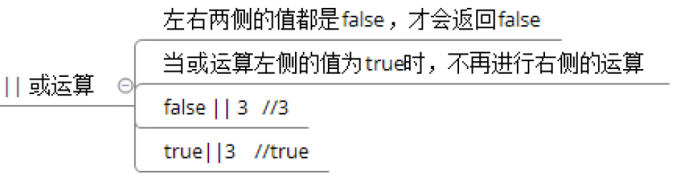 左右两侧的值都是false，才会返回false
当或运算左侧的值为true时，不再进行右侧的运算
|| 或运算
false || 3  //3
true||3   //true